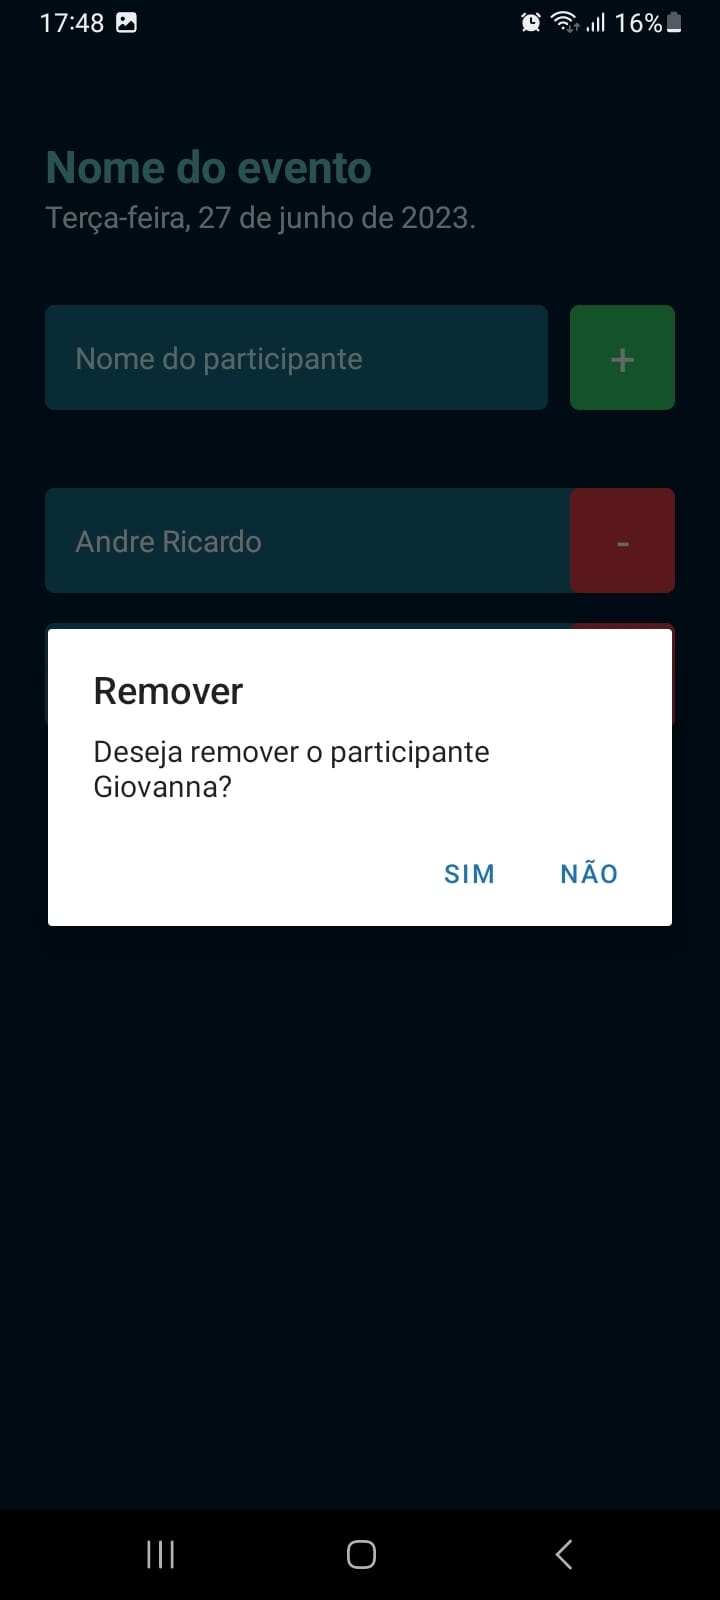 17:48
16%
Nome do evento
Terça-feira, 27 de junho de 2023.
Nome do participante
+
Andre Ricardo
-
Remover
Deseja remover o participante
Giovanna?
SIM NÃO